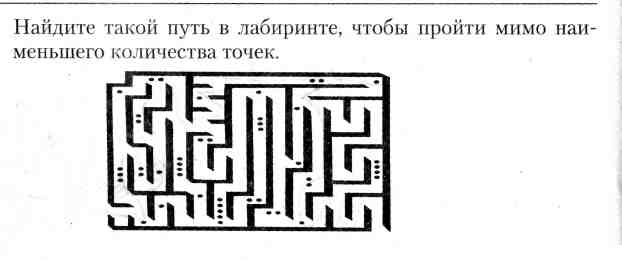 Найдите такой путь в лабиринте, чтобы пройти мимо наи-
меньшего количества точек.